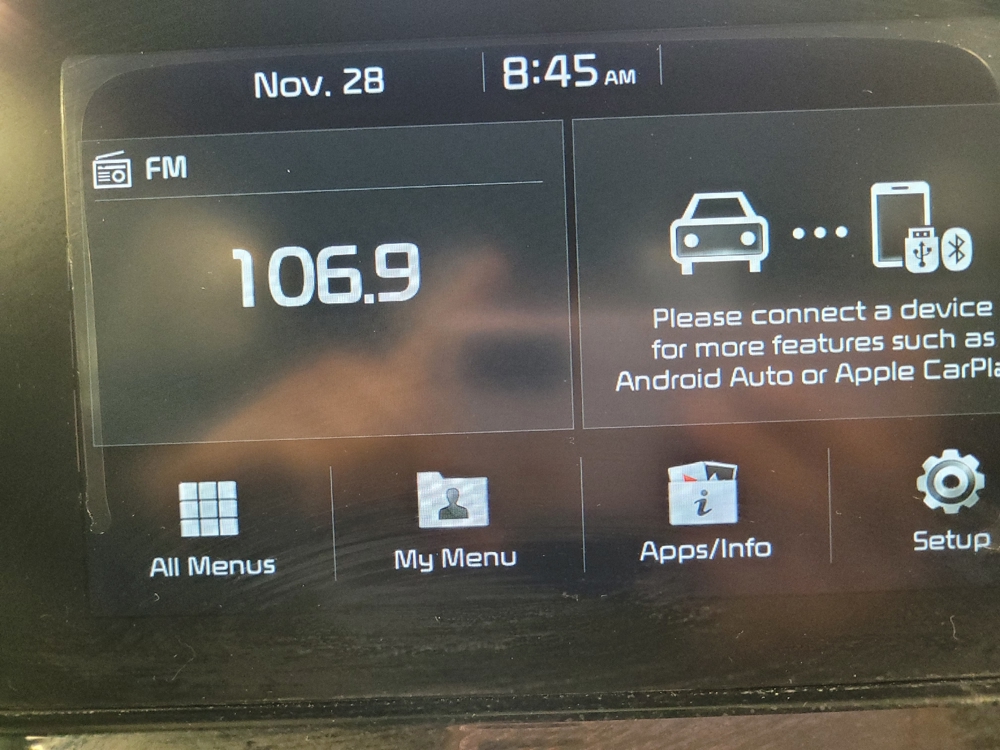 Nov. 28
8:45 AM
FM
106.9
Please connect a device
for more features such as
Android Auto or Apple CarPla
All Menus
My Menu
i
Apps/Info
Setup